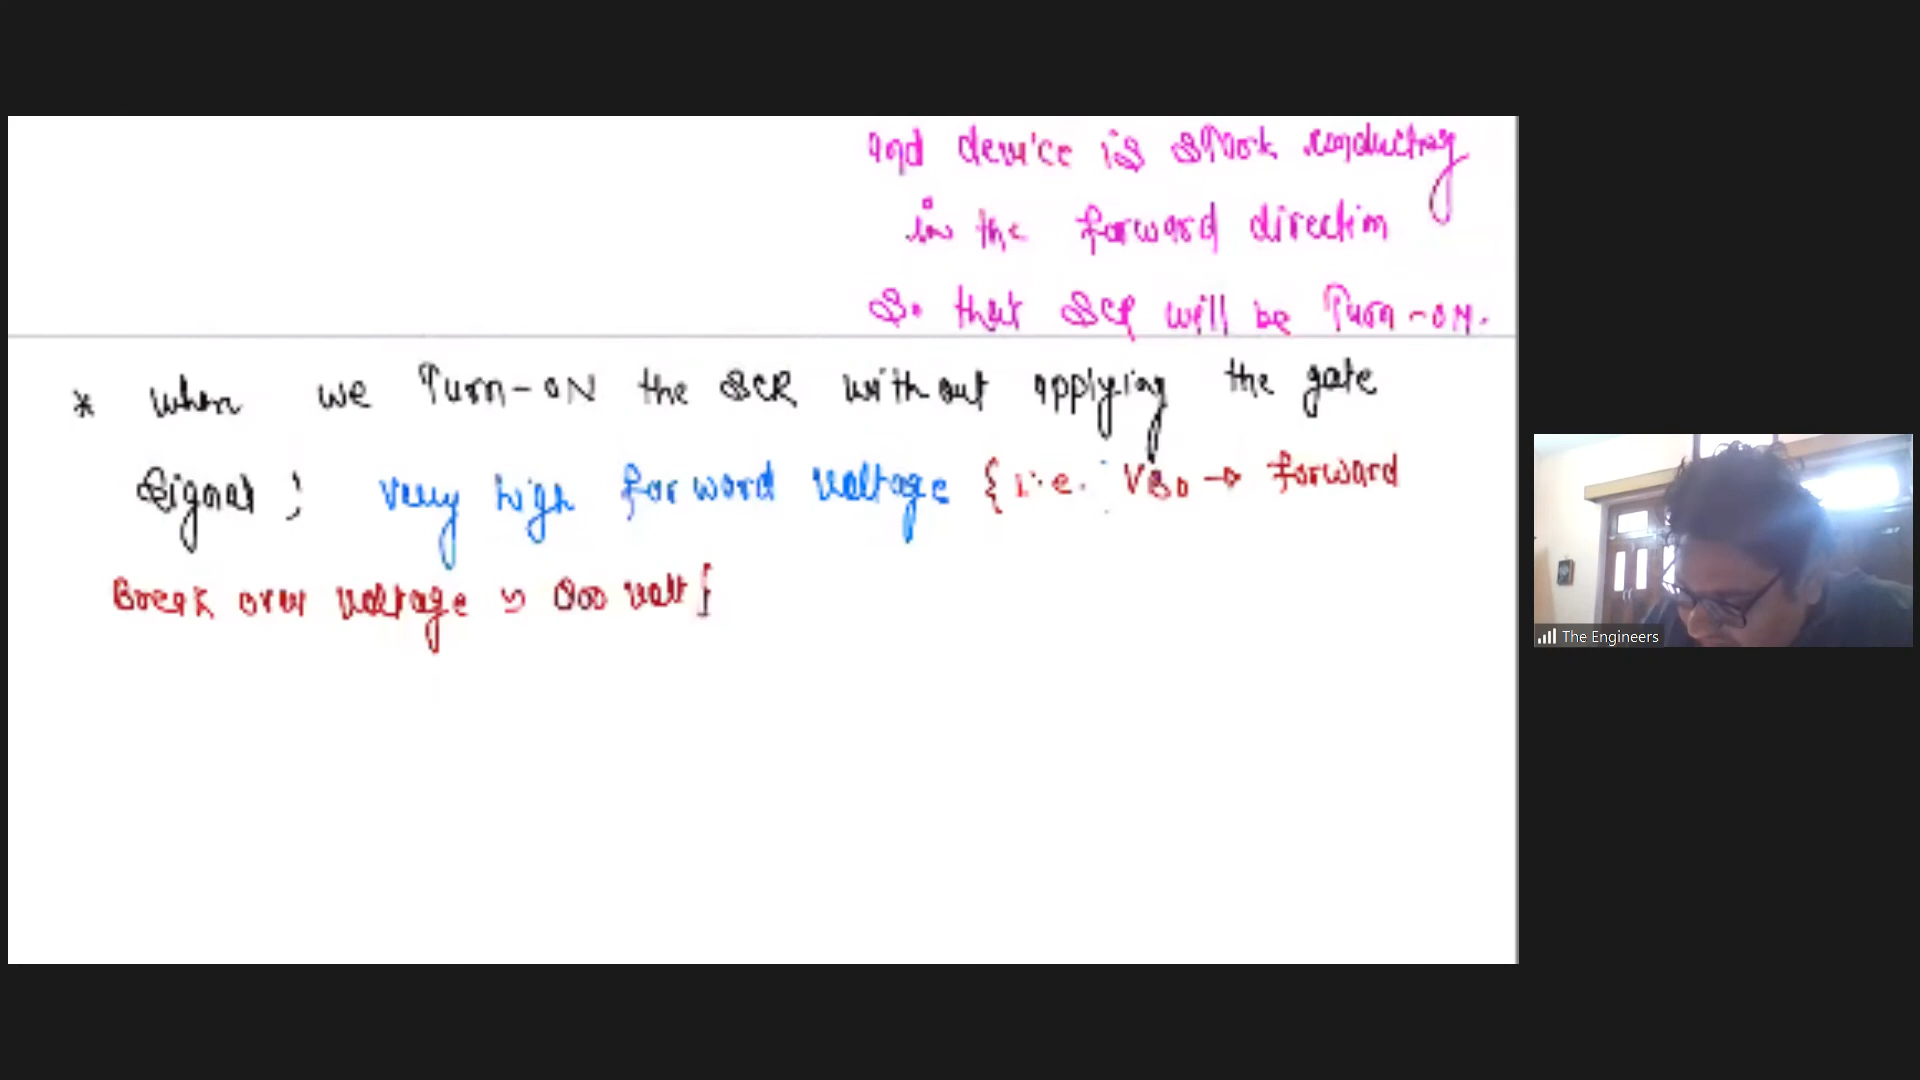 and device is start conducting
in the forward direction
So that SCR will be Turn-ON.
* When we Turn-ON the SCR without applying the gate
Signal; very high forward voltage {i.e. VBO → forward
Break over voltage volt}
The Engineers